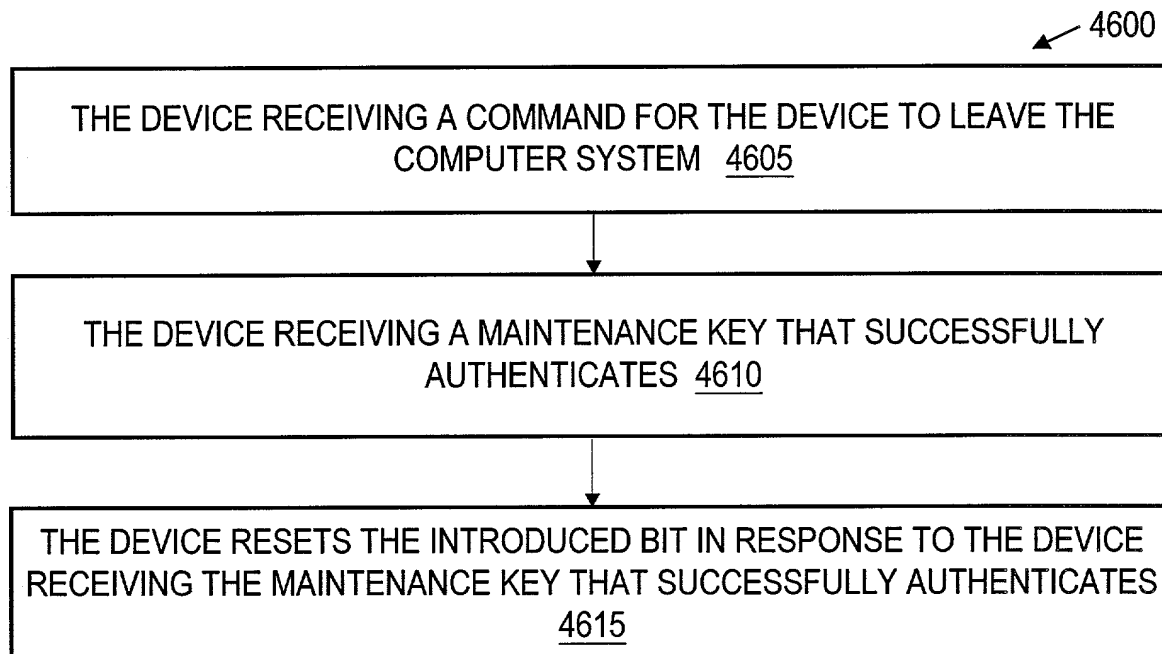 4600
THE DEVICE RECEIVING A COMMAND FOR THE DEVICE TO LEAVE THE
COMPUTER SYSTEM 4605
THE DEVICE RECEIVING A MAINTENANCE KEY THAT SUCCESSFULLY
AUTHENTICATES 4610
THE DEVICE RESETS THE INTRODUCED BIT IN RESPONSE TO THE DEVICE
RECEIVING THE MAINTENANCE KEY THAT SUCCESSFULLY AUTHENTICATES
4615